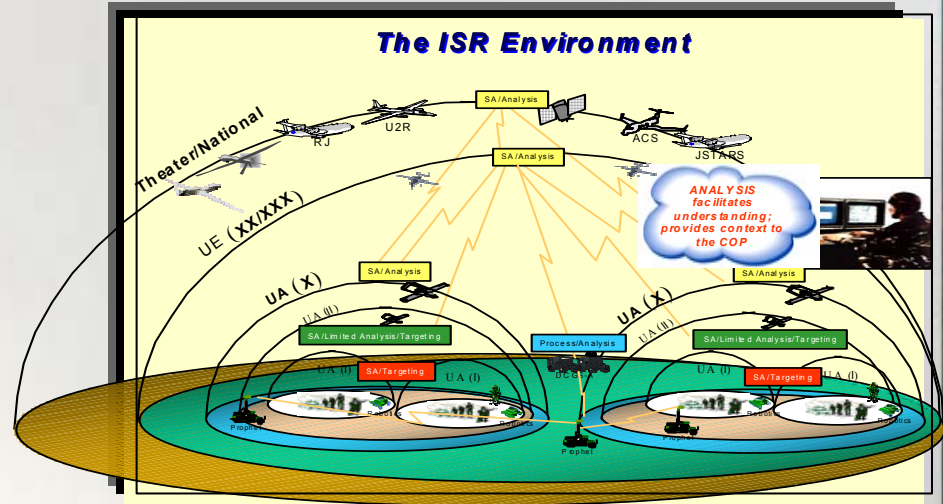 The ISR Environment
SA/Analysis
Theater/National
RJ
U2R
ACS
JSTARS
SA/Analysis
UE (XX/XXX)
ANALYSIS
facilitates
understanding;
provides context to
the COP
SA/Analysis
SA/Analysis
UA (X)
UA (X)
UA (II)
UA (II)
SA/Limited Analysis/Targeting
Process/Analysis
SA/Limited Analysis/Targeting
UA (I)
SA/Targeting
UA (I)
UA (I)
SA/Targeting
UA (I)
Robotics
Robotics
Robotics
Robotics
Prophet
Prophet
Prophet